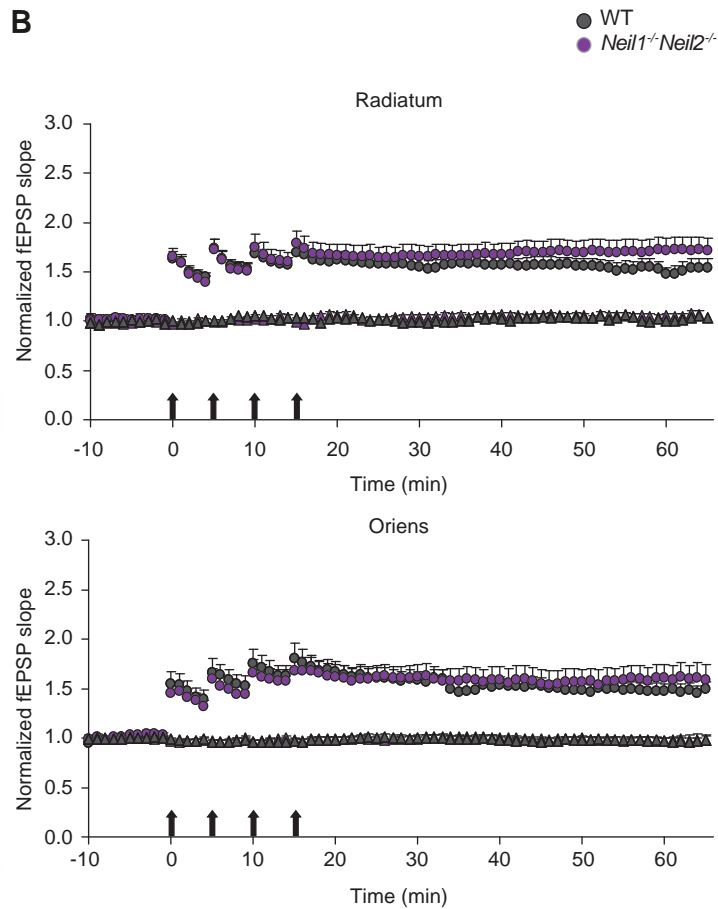 B
WT
Neil1-/-Neil2-/-
Radiatum
Normalized fEPSP slope
3.0
2.5
2.0
1.5
1.0
0.5
0.0
-10 0 10 20 30 40 50 60
Time (min)
Oriens
Normalized fEPSP slope
3.0
2.5
2.0
1.5
1.0
0.5
0.0
-10 0 10 20 30 40 50 60
Time (min)